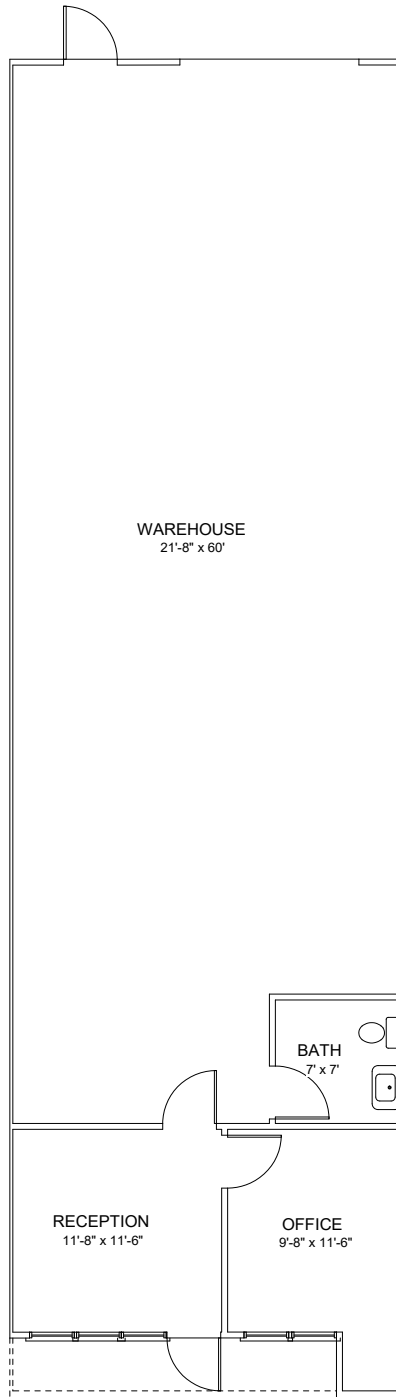 WAREHOUSE
21'-8" x 60'
BATH
7' x 7'
RECEPTION
11'-8" x 11'-6"
OFFICE
9'-8" x 11'-6"